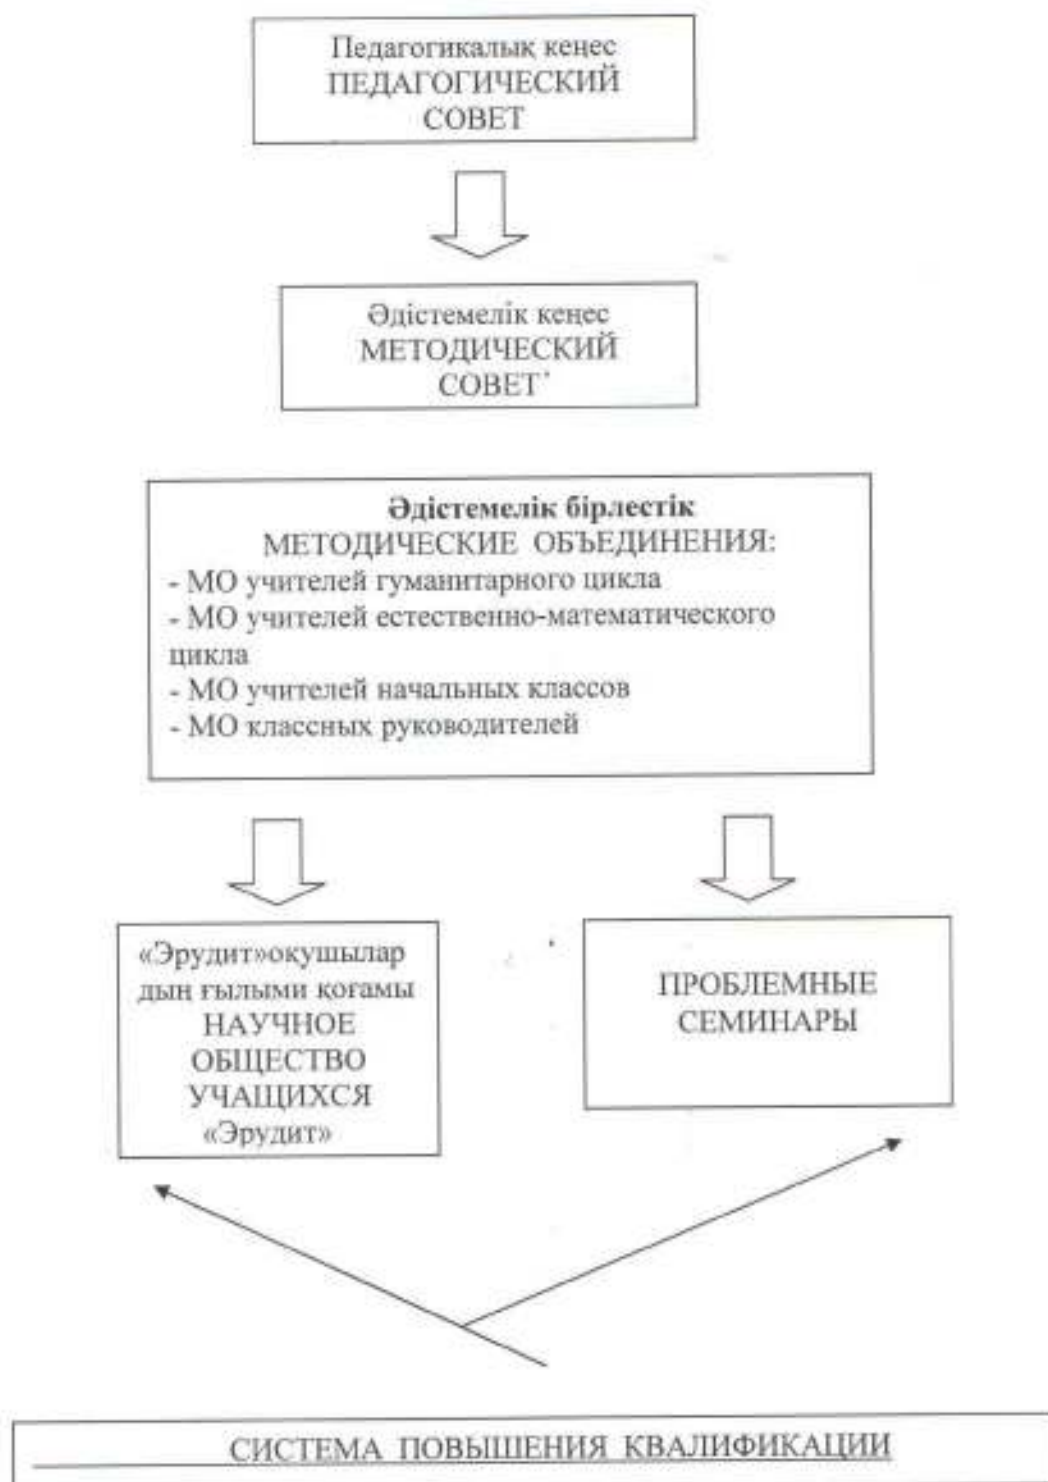 Педагогикалық кеңес
ПЕДАГОГИЧЕСКИЙ
СОВЕТ
Әдістемелік кеңес
МЕТОДИЧЕСКИЙ
СОВЕТ
Әдістемелік бірлестік
МЕТОДИЧЕСКИЕ ОБЪЕДИНЕНИЯ:
- МО учителей гуманитарного цикла
- МО учителей естественно-математического
цикла
- МО учителей начальных классов
- МО классных руководителей
«Эрудит»оқушылар
дың ғылыми қоғамы
НАУЧНОЕ
ОБЩЕСТВО
УЧАЩИХСЯ
«Эрудит»
ПРОБЛЕМНЫЕ
СЕМИНАРЫ
СИСТЕМА ПОВЫШЕНИЯ КВАЛИФИКАЦИИ